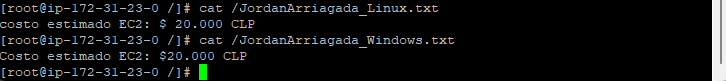 [root@ip-172-31-23-0 /]# cat /JordanArriagada_Linux.txt
costo estimado EC2: $ 20.000 CLP
[root@ip-172-31-23-0 /]# cat /JordanArriagada_Windows.txt
Costo estimado EC2: $20.000 CLP
[root@ip-172-31-23-0 /]#